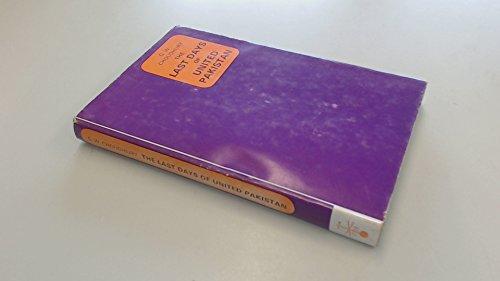 G W
CHOUDHURY
THE
LAST DAYS
OF
UNITED
PAKISTAN
G. W. CHOUDHURY THE LAST DAYS OF UNITED PAKISTAN